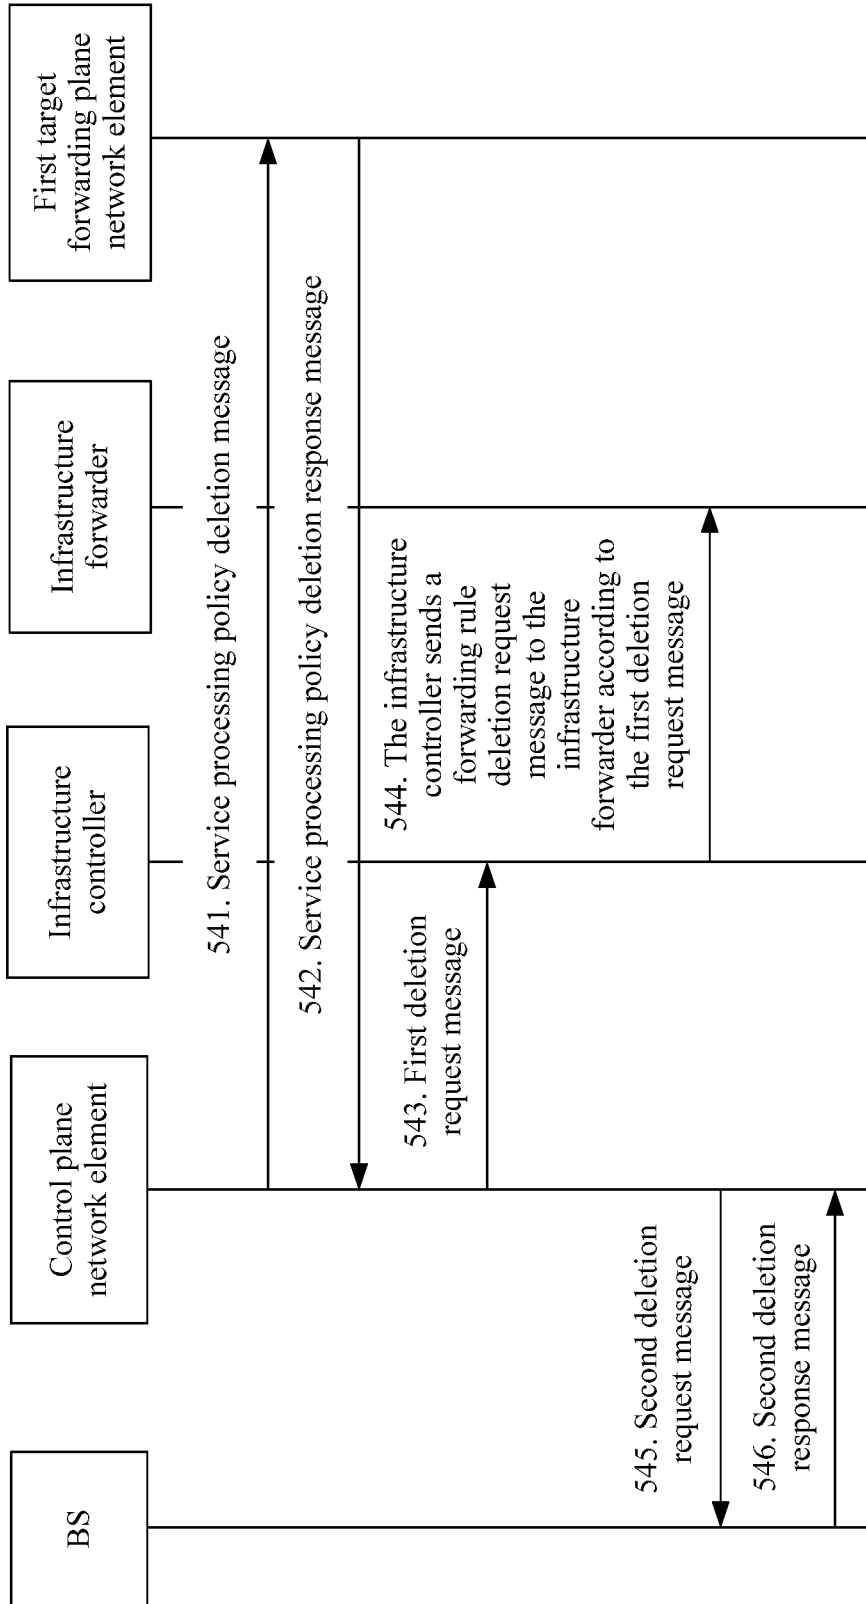 BS
Control plane
network element
Infrastructure
controller
Infrastructure
forwarder
First target
forwarding plane
network element
541. Service processing policy deletion message
542. Service processing policy deletion response message
543. First deletion
request message
544. The infrastructure
controller sends a
forwarding rule
deletion request
message to the
infrastructure
forwarder according to
the first deletion
request message
545. Second deletion
request message
546. Second deletion
response message